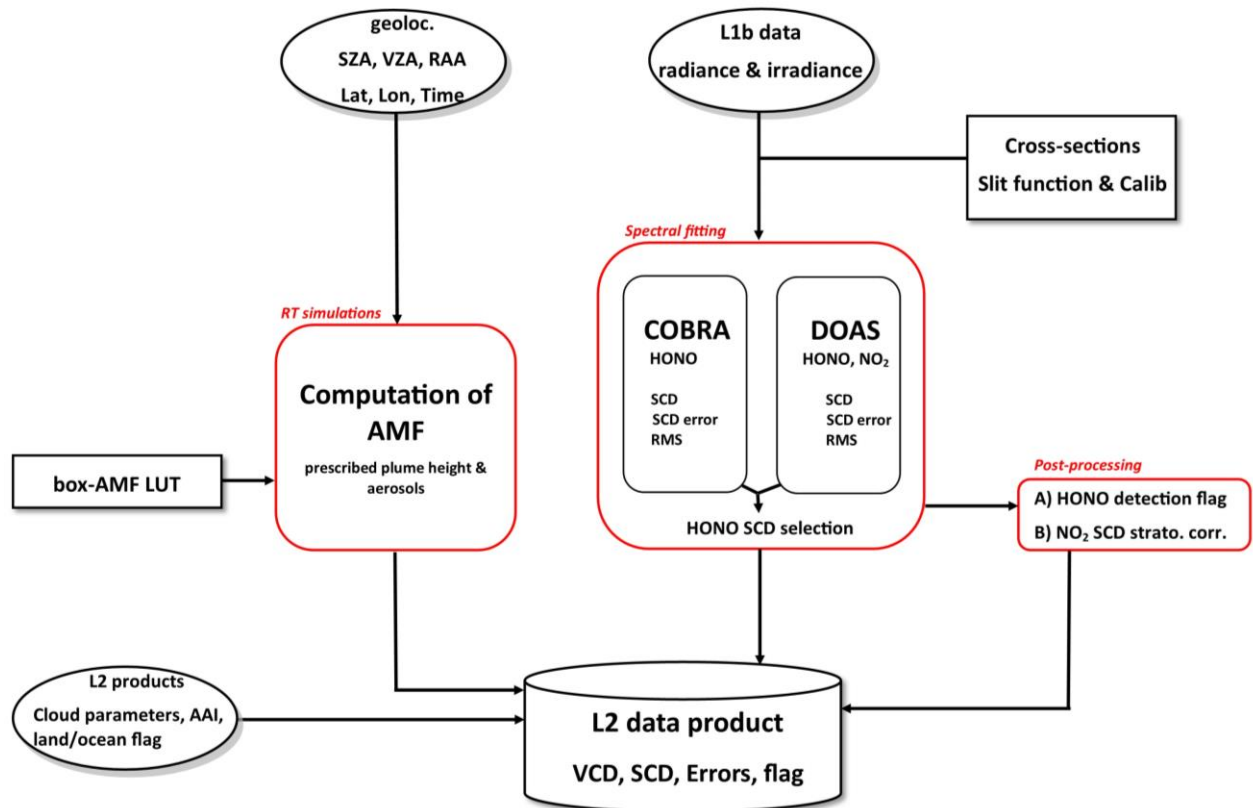 geoloc.
SZA, VZA, RAA
Lat, Lon, Time
L1b data
radiance & irradiance
Cross-sections
Slit function & Calib
Spectral fitting
COBRA
HONO
SCD
SCD error
RMS
DOAS
HONO, NO₂
SCD
SCD error
RMS
HONO SCD selection
RT simulations
Computation of
AMF
prescribed plume height &
aerosols
box-AMF LUT
Post-processing
A) HONO detection flag
B) NO₂ SCD strato. corr.
L2 products
Cloud parameters, AAI,
land/ocean flag
L2 data product
VCD, SCD, Errors, flag